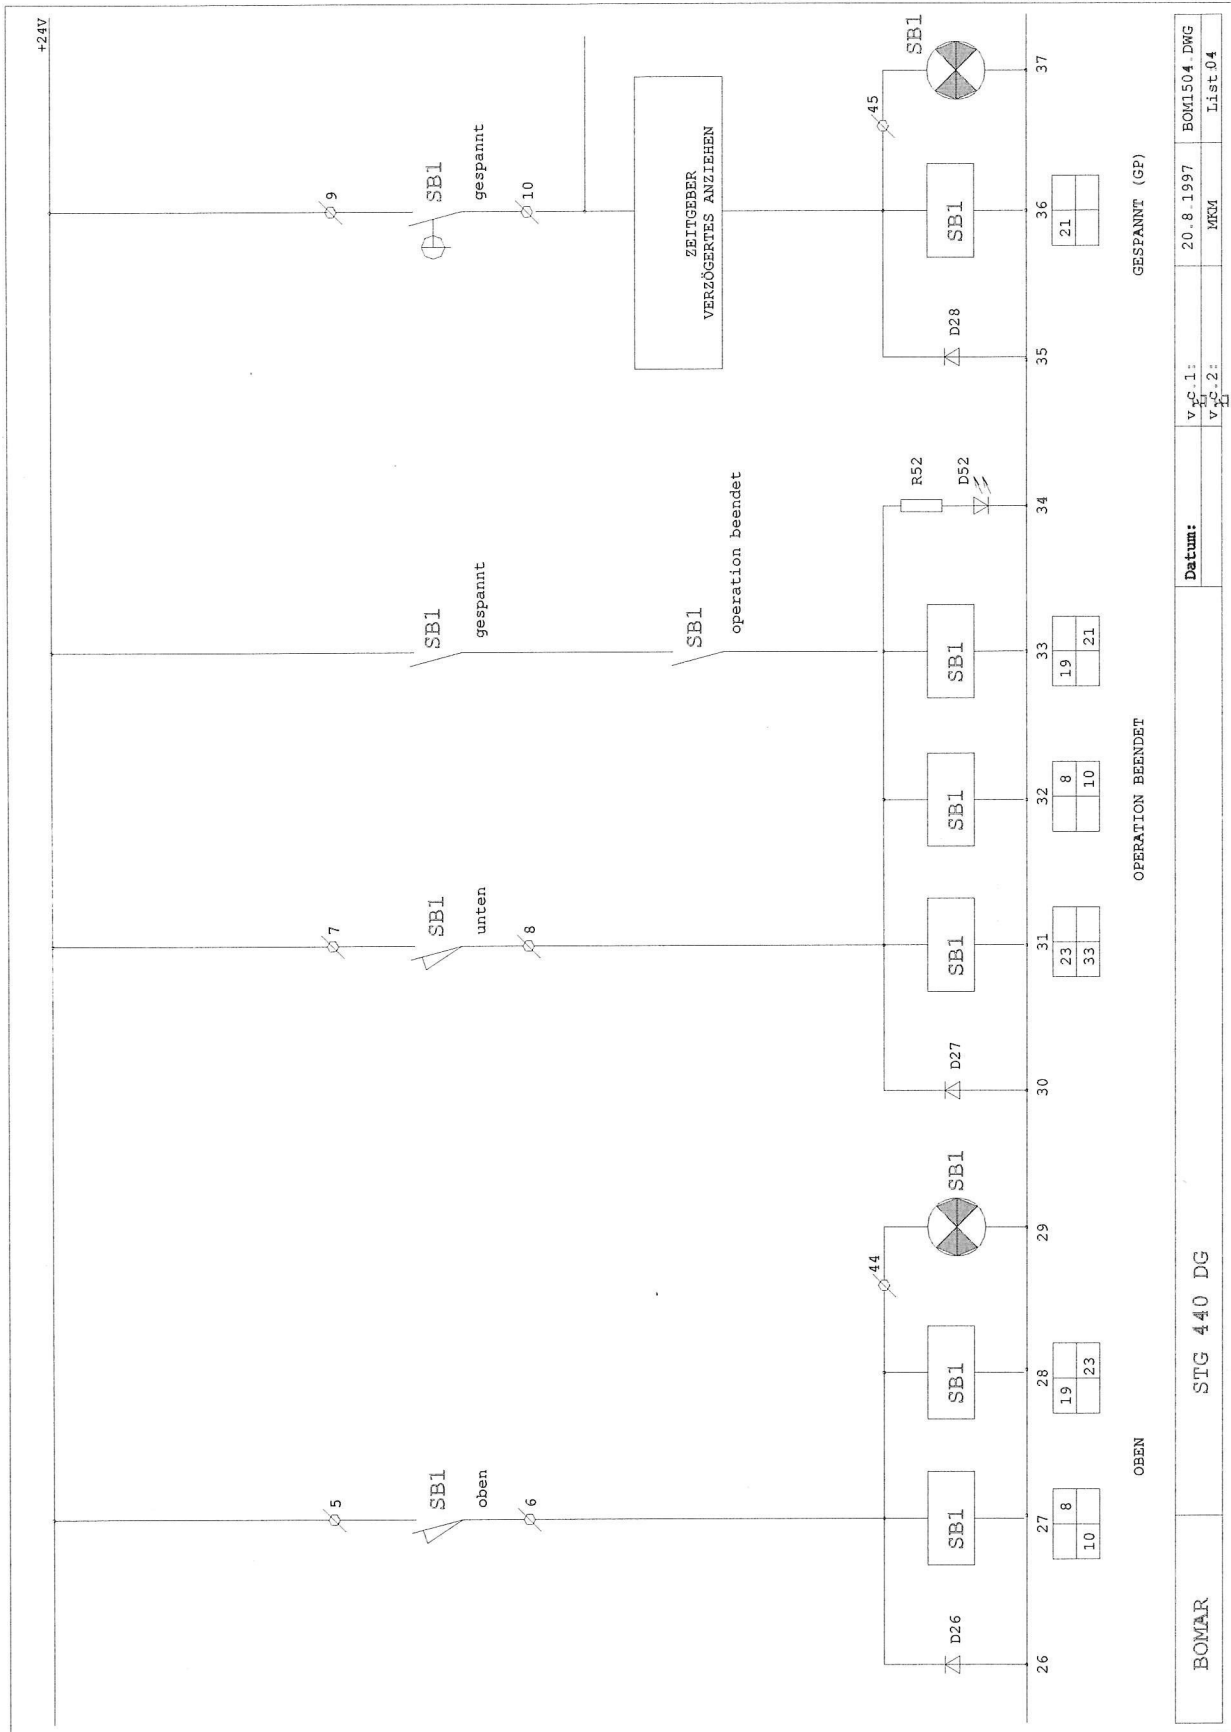 +24V
5
7
9
SB1
oben
SB1
unten
SB1
gespannt
SB1
gespannt
6
8
10
SB1
operation beendet
ZEITGEBER
VERZÖGERTES ANZIEHEN
44
45
D26
SB1
SB1
SB1
D27
SB1
SB1
SB1
R52
D52
D28
SB1
SB1
26
27
28
29
30
31
32
33
34
35
36
37
8
10
19
23
23
33
8
10
19
21
21
OBEN
OPERATION BEENDET
GESPANNT (GP)
BOMAR
STG 440 DG
Datum:
v.č.1:
20.8.1997
BOM1504.DWG
v.č.2:
MKM
List:04